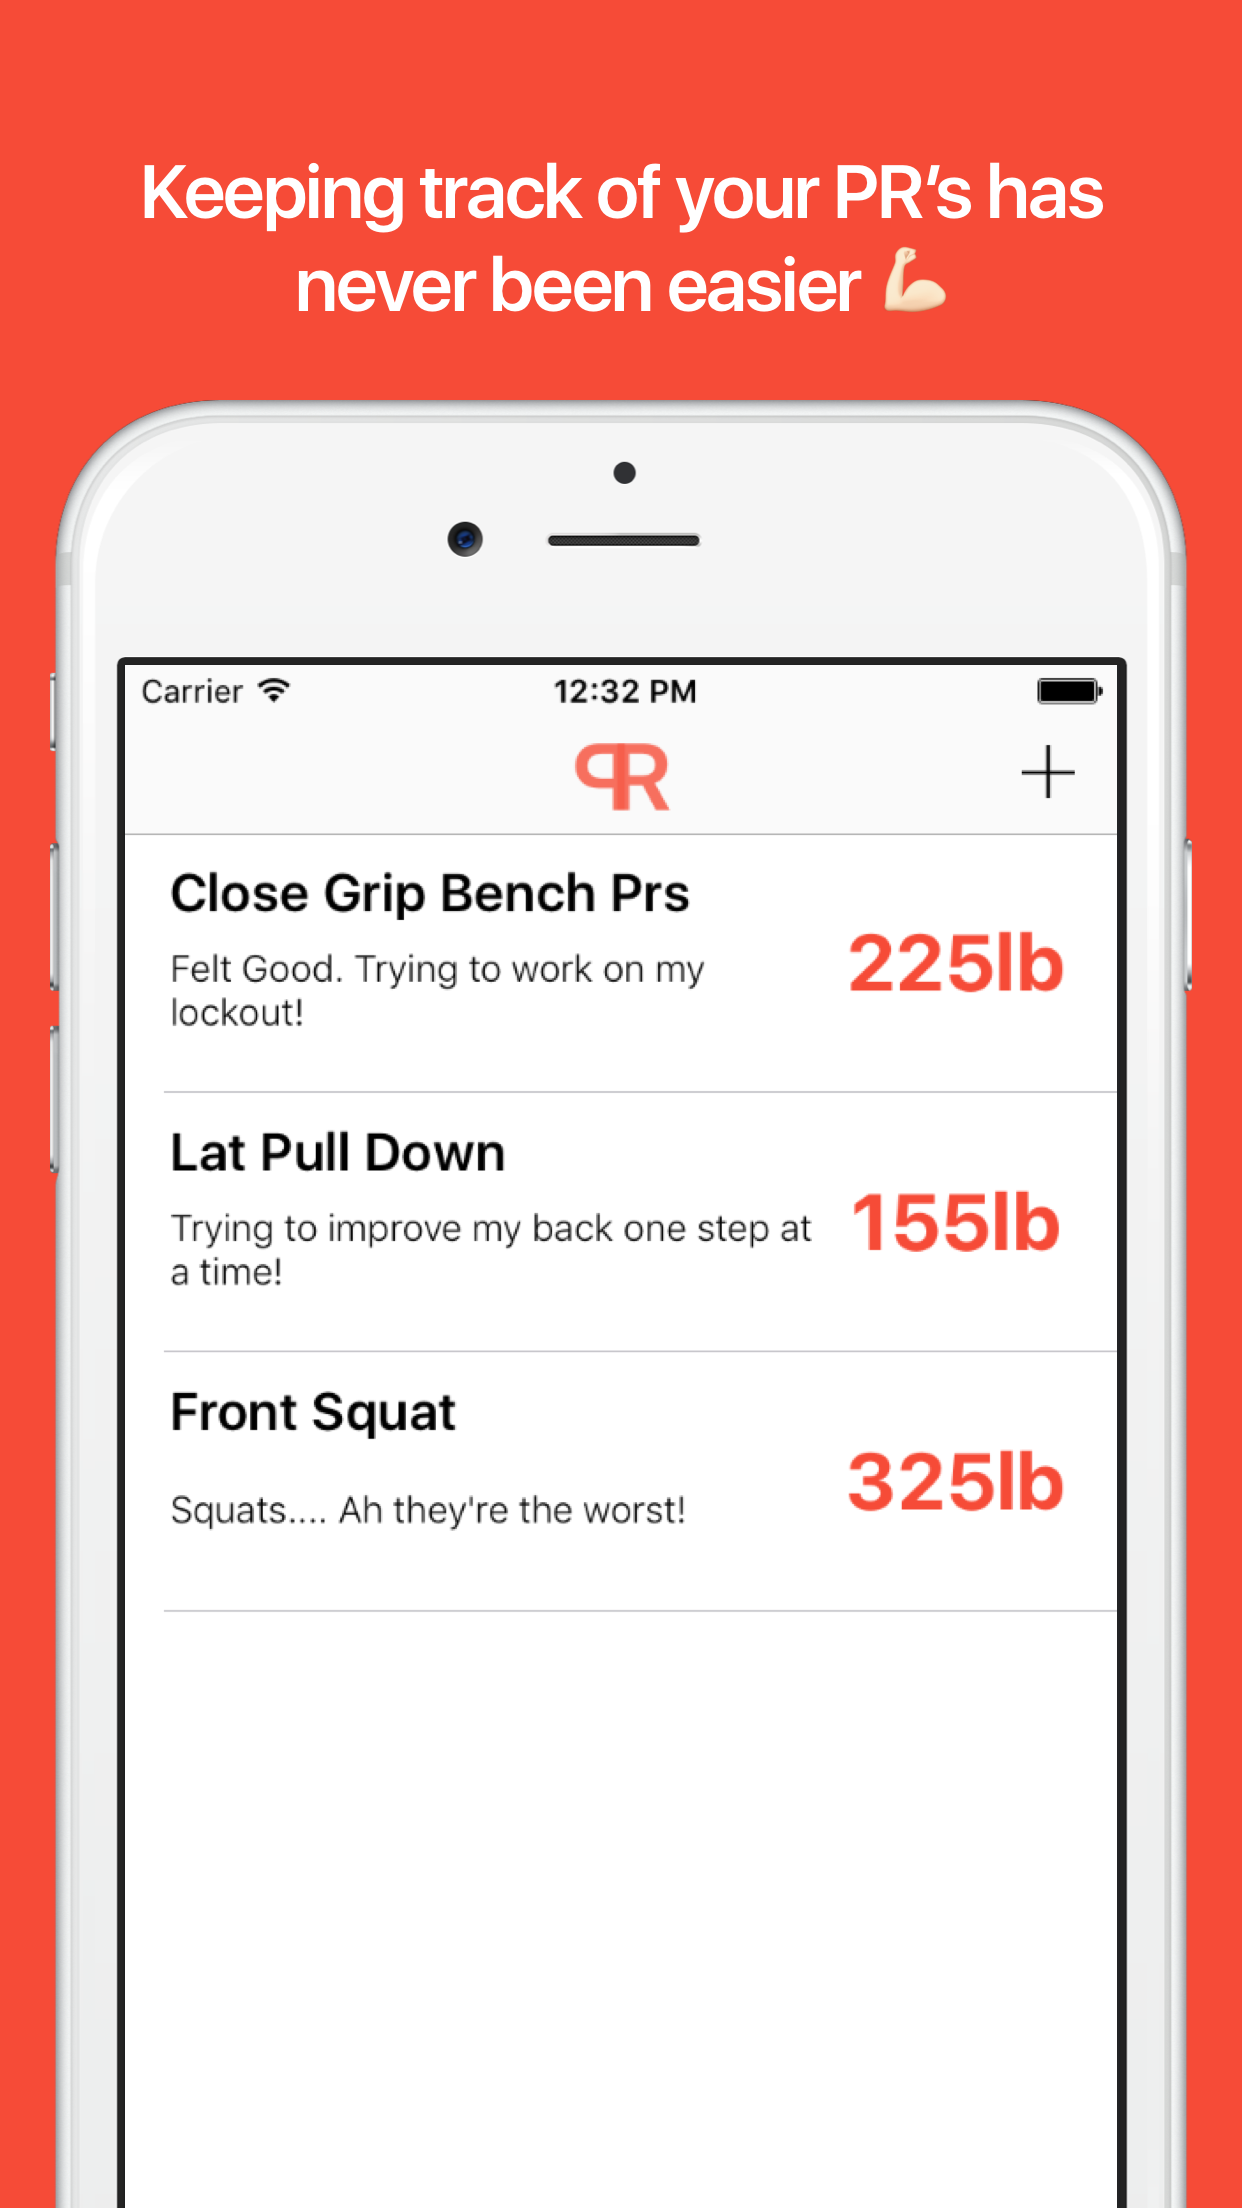 Keeping track of your PR’s has
never been easier 💪🏻
Carrier
12:32 PM
PR
Close Grip Bench Prs
Felt Good. Trying to work on my
lockout!
225lb
Lat Pull Down
Trying to improve my back one step at
a time!
155lb
Front Squat
Squats.... Ah they're the worst!
325lb